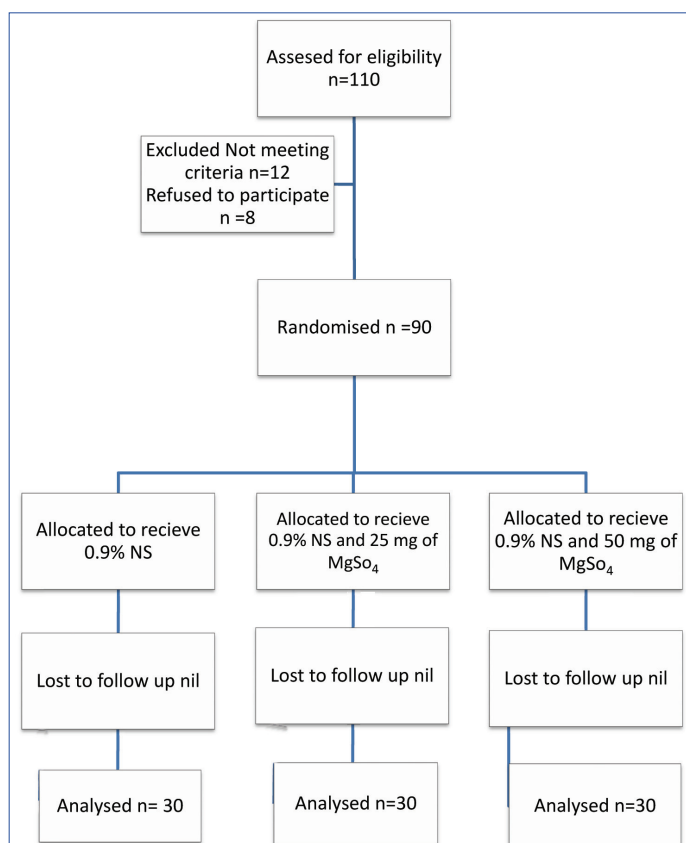 Assesed for eligibility
n=110
Excluded Not meeting
criteria n=12
Refused to participate
n =8
Randomised n =90
Allocated to recieve
0.9% NS
Allocated to recieve
0.9% NS and 25 mg of
MgSo₄
Allocated to recieve
0.9% NS and 50 mg of
MgSo₄
Lost to follow up nil
Lost to follow up nil
Lost to follow up nil
Analysed n= 30
Analysed n=30
Analysed n=30